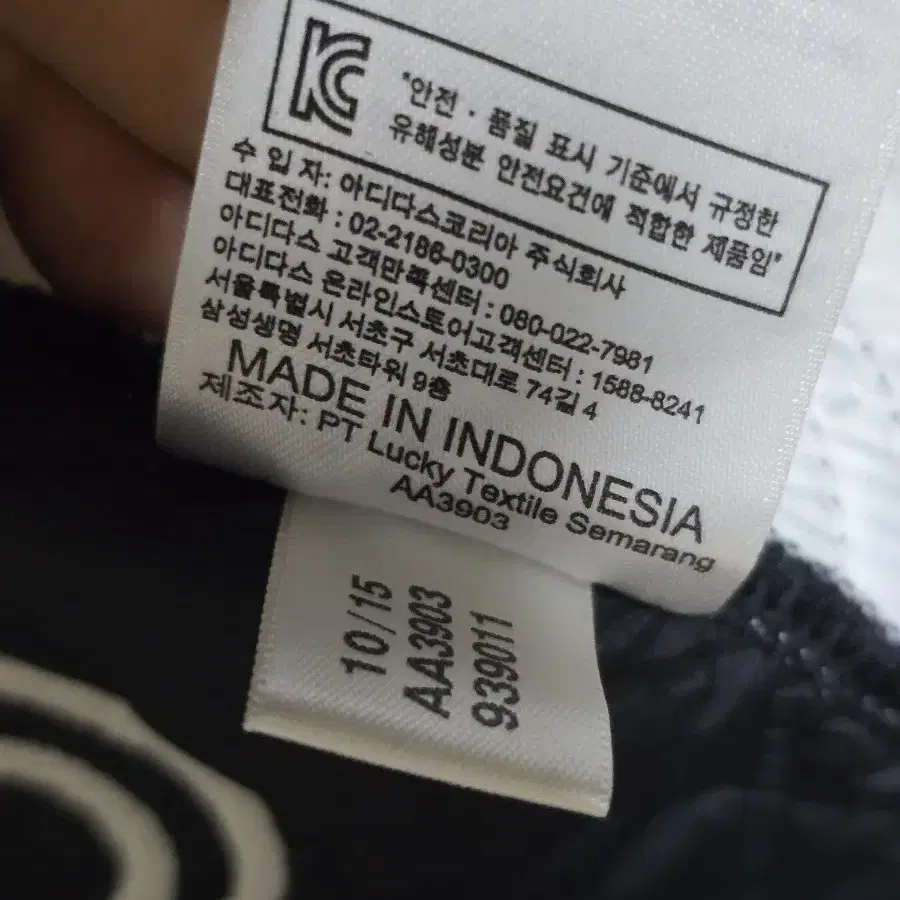 KC
"안전 · 품질 표시 기준에서 규정한
유해성분 안전요건에 적합한 제품임"
수 입 자: 아디다스코리아 주식회사
대표전화 : 02-2186-0300
아디다스 고객만족센터 : 080-022-7981
아디다스 온라인스토어고객센터 : 1588-8241
서울특별시 서초구 서초대로 74길 4
삼성생명 서초타워 9층
MADE IN INDONESIA
제조자: PT Lucky Textile Semarang
AA3903
10/15
AA3903
939011